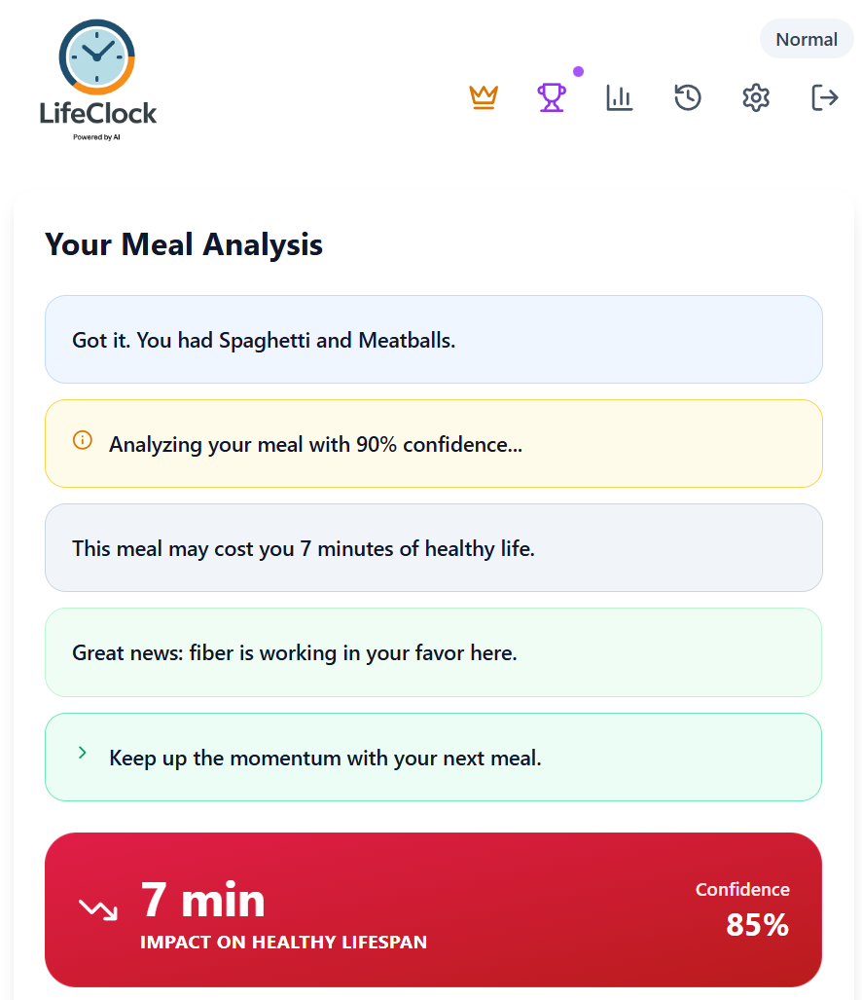 Normal
LifeClock
Powered by AI
Your Meal Analysis
Got it. You had Spaghetti and Meatballs.
Analyzing your meal with 90% confidence...
This meal may cost you 7 minutes of healthy life.
Great news: fiber is working in your favor here.
Keep up the momentum with your next meal.
7 min
IMPACT ON HEALTHY LIFESPAN
Confidence
85%